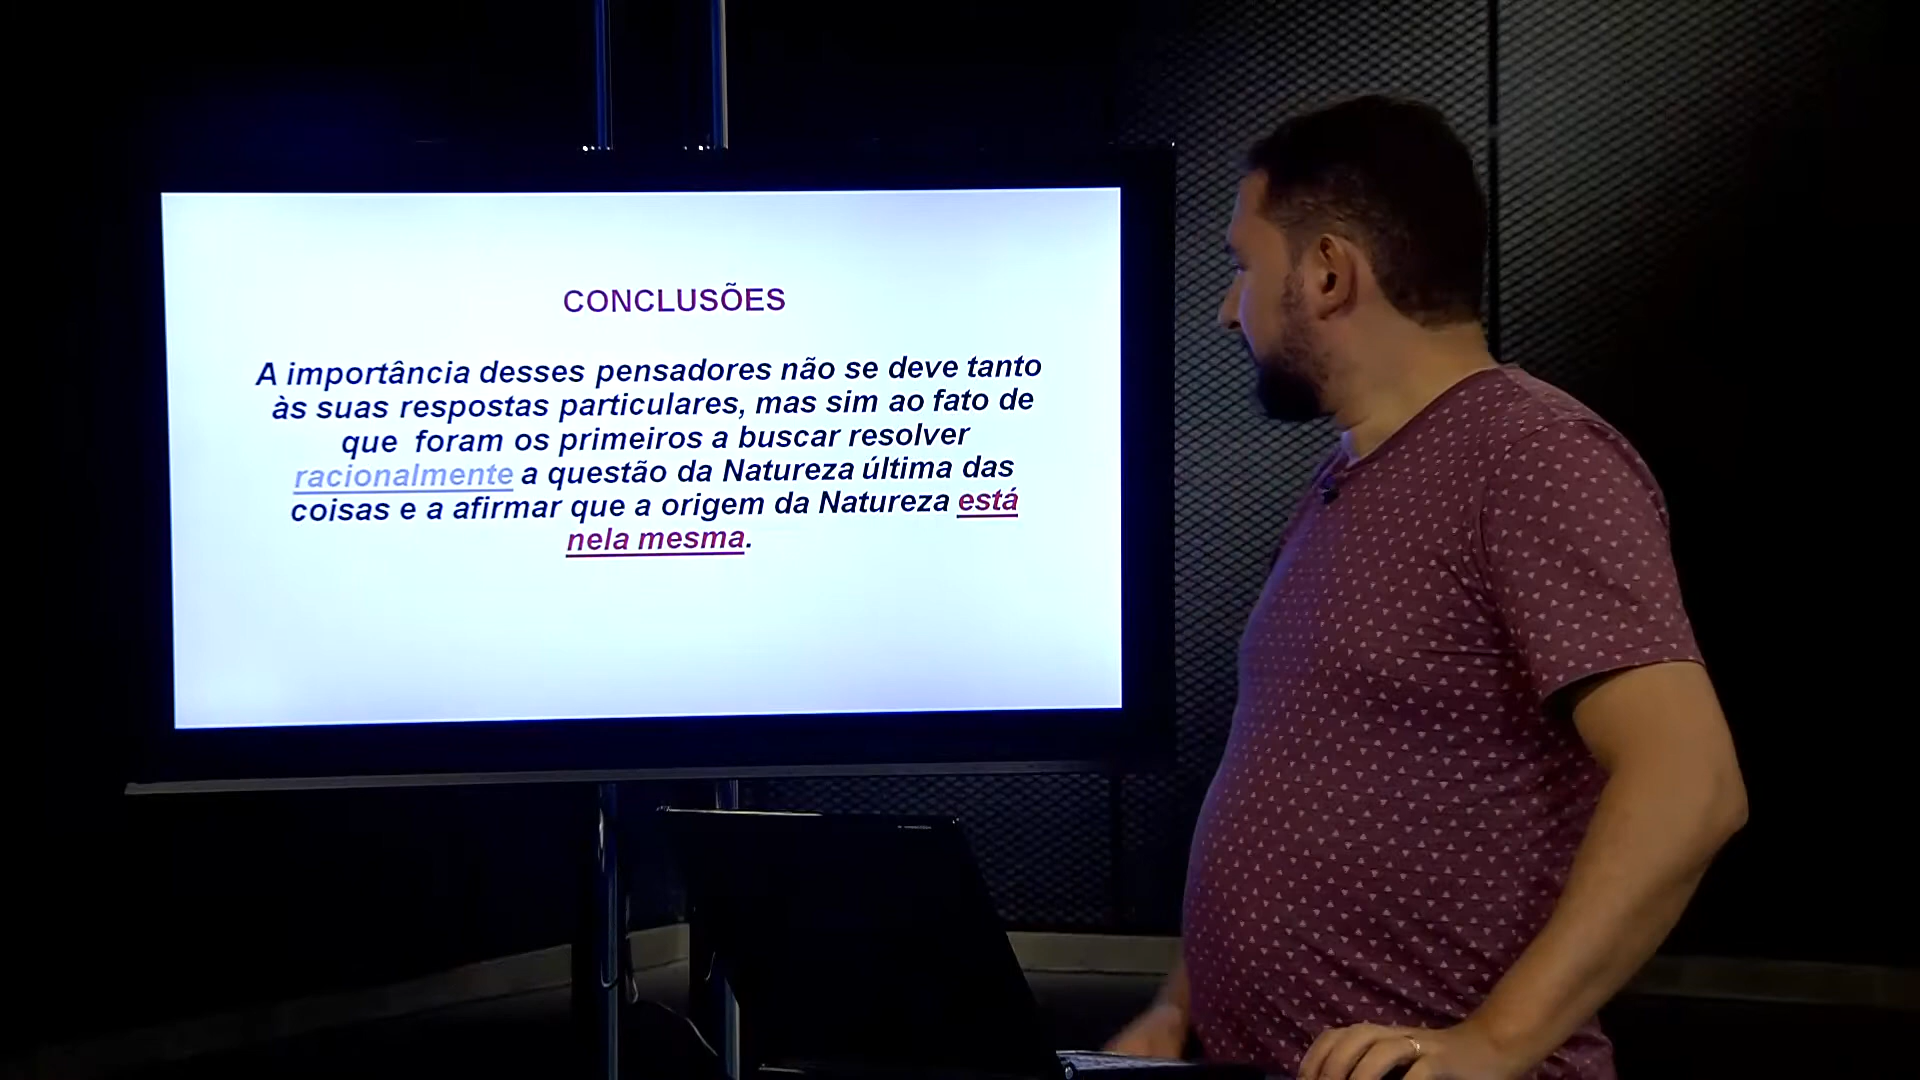 CONCLUSÕES
A importância desses pensadores não se deve tanto
às suas respostas particulares, mas sim ao fato de
que foram os primeiros a buscar resolver
racionalmente a questão da Natureza última das
coisas e a afirmar que a origem da Natureza está
nela mesma.